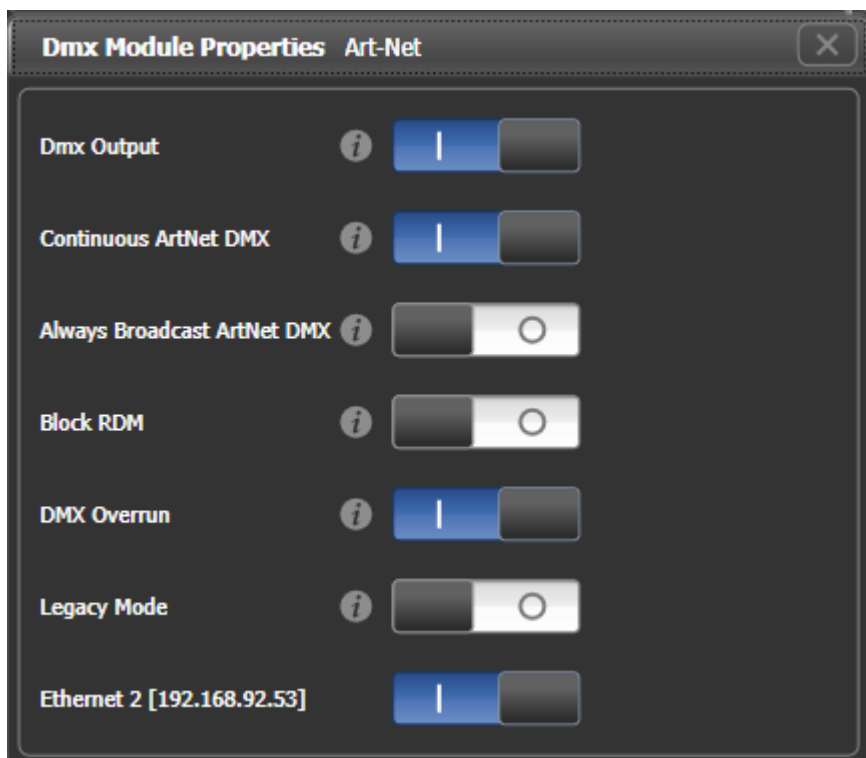 Dmx Module Properties Art-Net
Dmx Output
Continuous ArtNet DMX
Always Broadcast ArtNet DMX
Block RDM
DMX Overrun
Legacy Mode
Ethernet 2 [192.168.92.53]